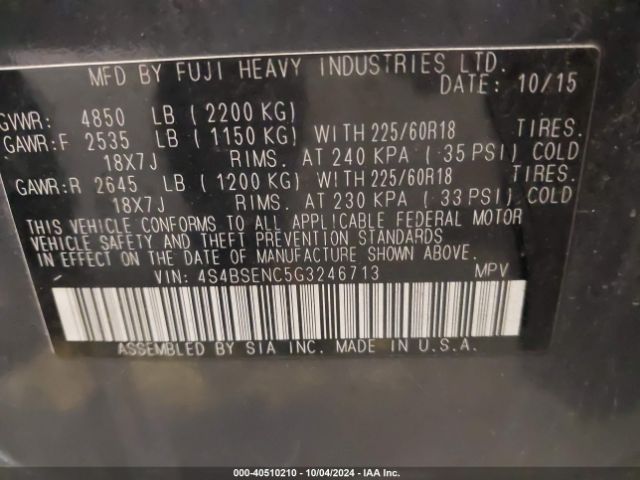 MFD BY FUJI HEAVY INDUSTRIES LTD.
DATE: 10/15
GVWR: 4850 LB (2200 KG)
GAWR:F 2535 LB (1150 KG) WITH 225/60R18 TIRES.
18X7J RIMS. AT 240 KPA (35 PSI) COLD
GAWR:R 2645 LB (1200 KG) WITH 225/60R18 TIRES.
18X7J RIMS. AT 230 KPA (33 PSI) COLD
THIS VEHICLE CONFORMS TO ALL APPLICABLE FEDERAL MOTOR
VEHICLE SAFETY AND THEFT PREVENTION STANDARDS
IN EFFECT ON THE DATE OF MANUFACTURE SHOWN ABOVE.
VIN: 4S4BSENC5G3246713 MPV
ASSEMBLED BY SIA INC. MADE IN U.S.A.
000-40510210 - 10/04/2024 - IAA Inc.